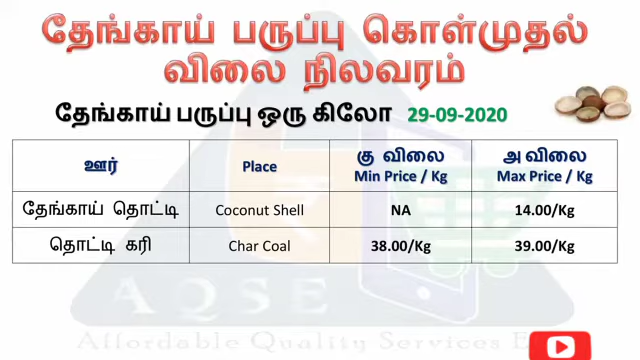 தேங்காய் பருப்பு கொள்முதல்
விலை நிலவரம்
தேங்காய் பருப்பு ஒரு கிலோ 29-09-2020
ஊர் Place கு விலை Min Price / Kg அ விலை Max Price / Kg
தேங்காய் தொட்டி Coconut Shell NA 14.00/Kg
தொட்டி கரி Char Coal 38.00/Kg 39.00/Kg
AQSE
Affordable Quality Services E